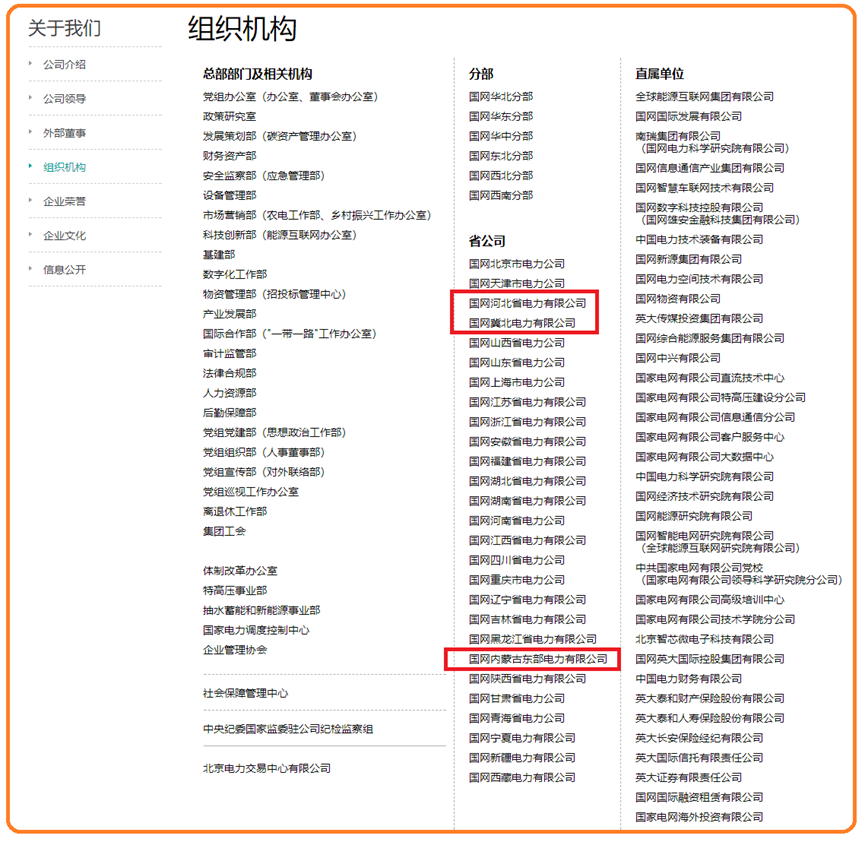 关于我们
公司介绍
公司领导
外部董事
组织机构
企业荣誉
企业文化
信息公开
组织机构
总部部门及相关机构
党组办公室（办公室、董事会办公室）
政策研究室
发展策划部（碳资产管理办公室）
财务资产部
安全监察部（应急管理部）
设备管理部
市场营销部（农电工作部、乡村振兴工作办公室）
科技创新部（能源互联网办公室）
基建部
数字化工作部
物资管理部（招投标管理中心）
产业发展部
国际合作部（“一带一路”工作办公室）
审计监管部
法律合规部
人力资源部
后勤保障部
党组党建部（思想政治工作部）
党组组织部（人事董事部）
党组宣传部（对外联络部）
党组巡视工作办公室
离退休工作部
集团工会
体制改革办公室
特高压事业部
抽水蓄能和新能源事业部
国家电力调度控制中心
企业管理协会
社会保障管理中心
中央纪委国家监委驻公司纪检监察组
北京电力交易中心有限公司
分部
国网华北分部
国网华东分部
国网华中分部
国网东北分部
国网西北分部
国网西南分部
省公司
国网北京市电力公司
国网天津市电力公司
国网河北省电力有限公司
国网冀北电力有限公司
国网山西省电力公司
国网山东省电力公司
国网上海市电力公司
国网江苏省电力有限公司
国网浙江省电力有限公司
国网安徽省电力有限公司
国网福建省电力有限公司
国网湖北省电力有限公司
国网湖南省电力有限公司
国网河南省电力公司
国网江西省电力有限公司
国网四川省电力公司
国网重庆市电力公司
国网辽宁省电力有限公司
国网吉林省电力有限公司
国网黑龙江省电力有限公司
国网内蒙古东部电力有限公司
国网陕西省电力有限公司
国网甘肃省电力公司
国网青海省电力公司
国网宁夏电力有限公司
国网新疆电力有限公司
国网西藏电力有限公司
直属单位
全球能源互联网集团有限公司
国网国际发展有限公司
南瑞集团有限公司
（国网电力科学研究院有限公司）
国网信息通信产业集团有限公司
国网智慧车联网技术有限公司
国网数字科技控股有限公司
（国网雄安金融科技集团有限公司）
中国电力技术装备有限公司
国网新源集团有限公司
国网电力空间技术有限公司
国网物资有限公司
英大传媒投资集团有限公司
国网综合能源服务集团有限公司
国网中兴有限公司
国家电网有限公司直流技术中心
国家电网有限公司特高压建设分公司
国家电网有限公司信息通信分公司
国家电网有限公司客户服务中心
国家电网有限公司大数据中心
中国电力科学研究院有限公司
国网经济技术研究院有限公司
国网能源研究院有限公司
国网智能电网研究院有限公司
（全球能源互联网研究院有限公司）
中共国家电网有限公司党校
（国家电网有限公司领导科学研究院分公司）
国家电网有限公司高级培训中心
国家电网有限公司技术学院分公司
北京智芯微电子科技有限公司
国网英大国际控股集团有限公司
中国电力财务有限公司
英大泰和财产保险股份有限公司
英大泰和人寿保险股份有限公司
英大长安保险经纪有限公司
英大国际信托有限责任公司
英大证券有限责任公司
国网国际融资租赁有限公司
国家电网海外投资有限公司